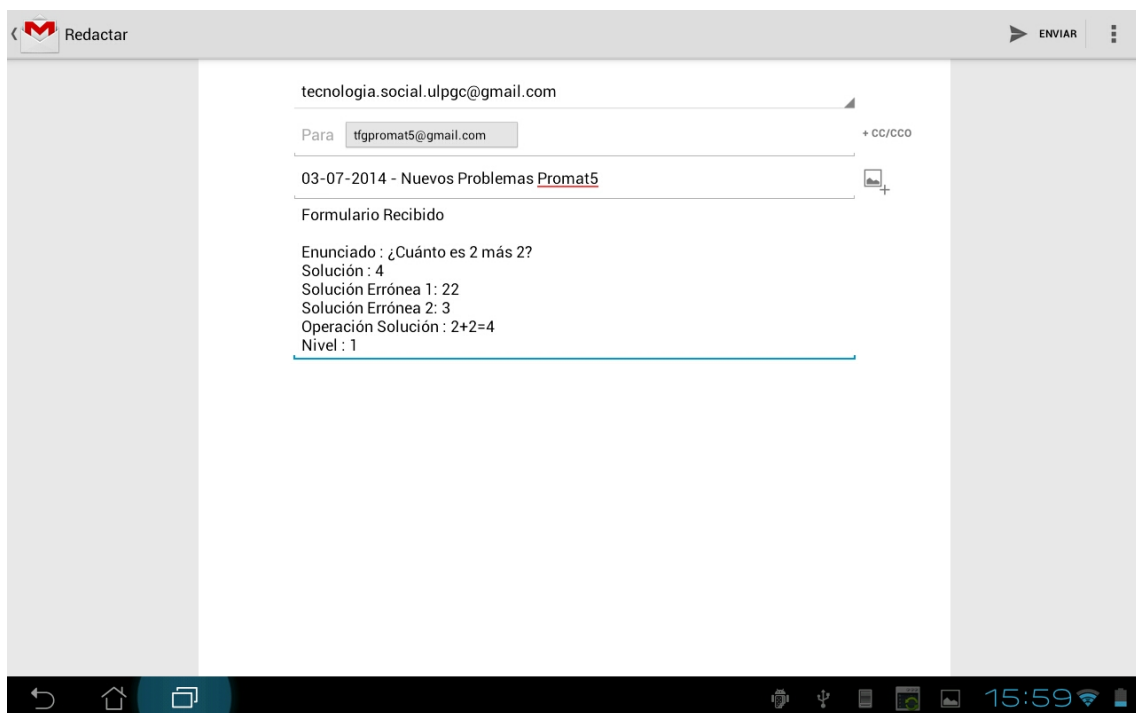 Redactar
ENVIAR
tecnologia.social.ulpgc@gmail.com
Para tfgpromat5@gmail.com
+ CC/CCO
03-07-2014 - Nuevos Problemas Promat5
Formulario Recibido
Enunciado : ¿Cuánto es 2 más 2?
Solución : 4
Solución Errónea 1: 22
Solución Errónea 2: 3
Operación Solución : 2+2=4
Nivel : 1
15:59